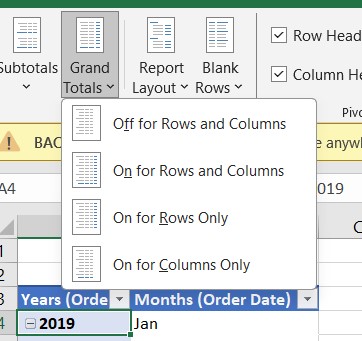 Subtotals Grand Totals Report Layout Blank Rows
Row Head
Column He
Off for Rows and Columns
On for Rows and Columns
On for Rows Only
On for Columns Only
BAC
e anyw
A4
019
1
2
3 Years (Orde Months (Order Date)
4 2019 Jan